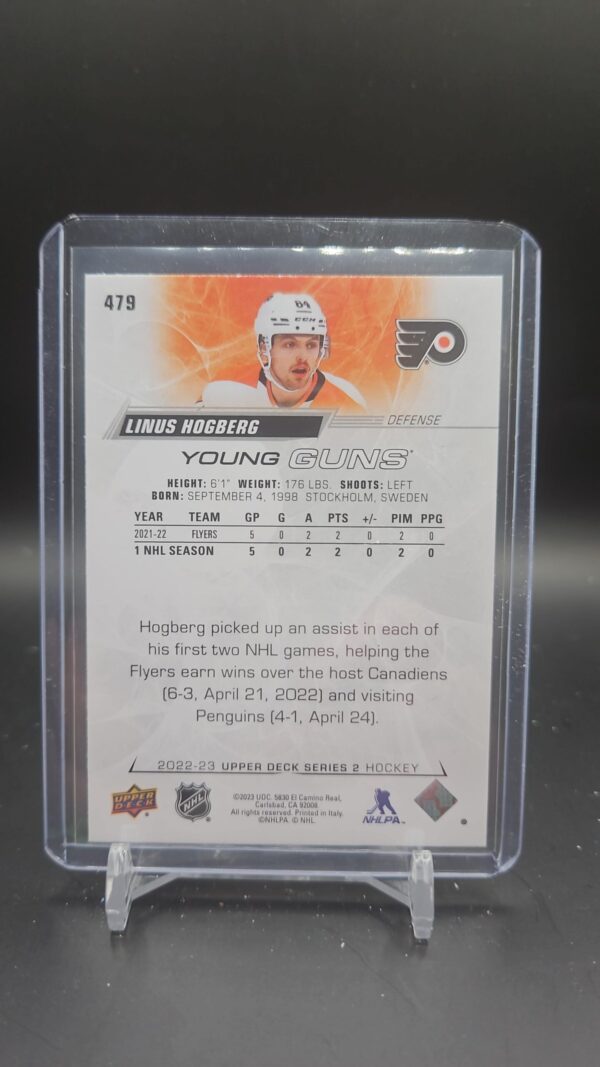 479
64
CCM
LINUS HOGBERG
DEFENSE
YOUNG GUNS®
HEIGHT: 6'1" WEIGHT: 176 LBS. SHOOTS: LEFT
BORN: SEPTEMBER 4, 1998 STOCKHOLM, SWEDEN
YEAR TEAM GP G A PTS +/- PIM PPG
2021-22 FLYERS 5 0 2 2 0 2 0
1 NHL SEASON 5 0 2 2 0 2 0
Hogberg picked up an assist in each of
his first two NHL games, helping the
Flyers earn wins over the host Canadiens
(6-3, April 21, 2022) and visiting
Penguins (4-1, April 24).
2022-23 UPPER DECK SERIES 2 HOCKEY
UPPER DECK
NHL
©2023 UDC. 5830 El Camino Real,
Carlsbad, CA 92008.
All rights reserved. Printed in Italy.
©NHLPA. © NHL.
NHLPA